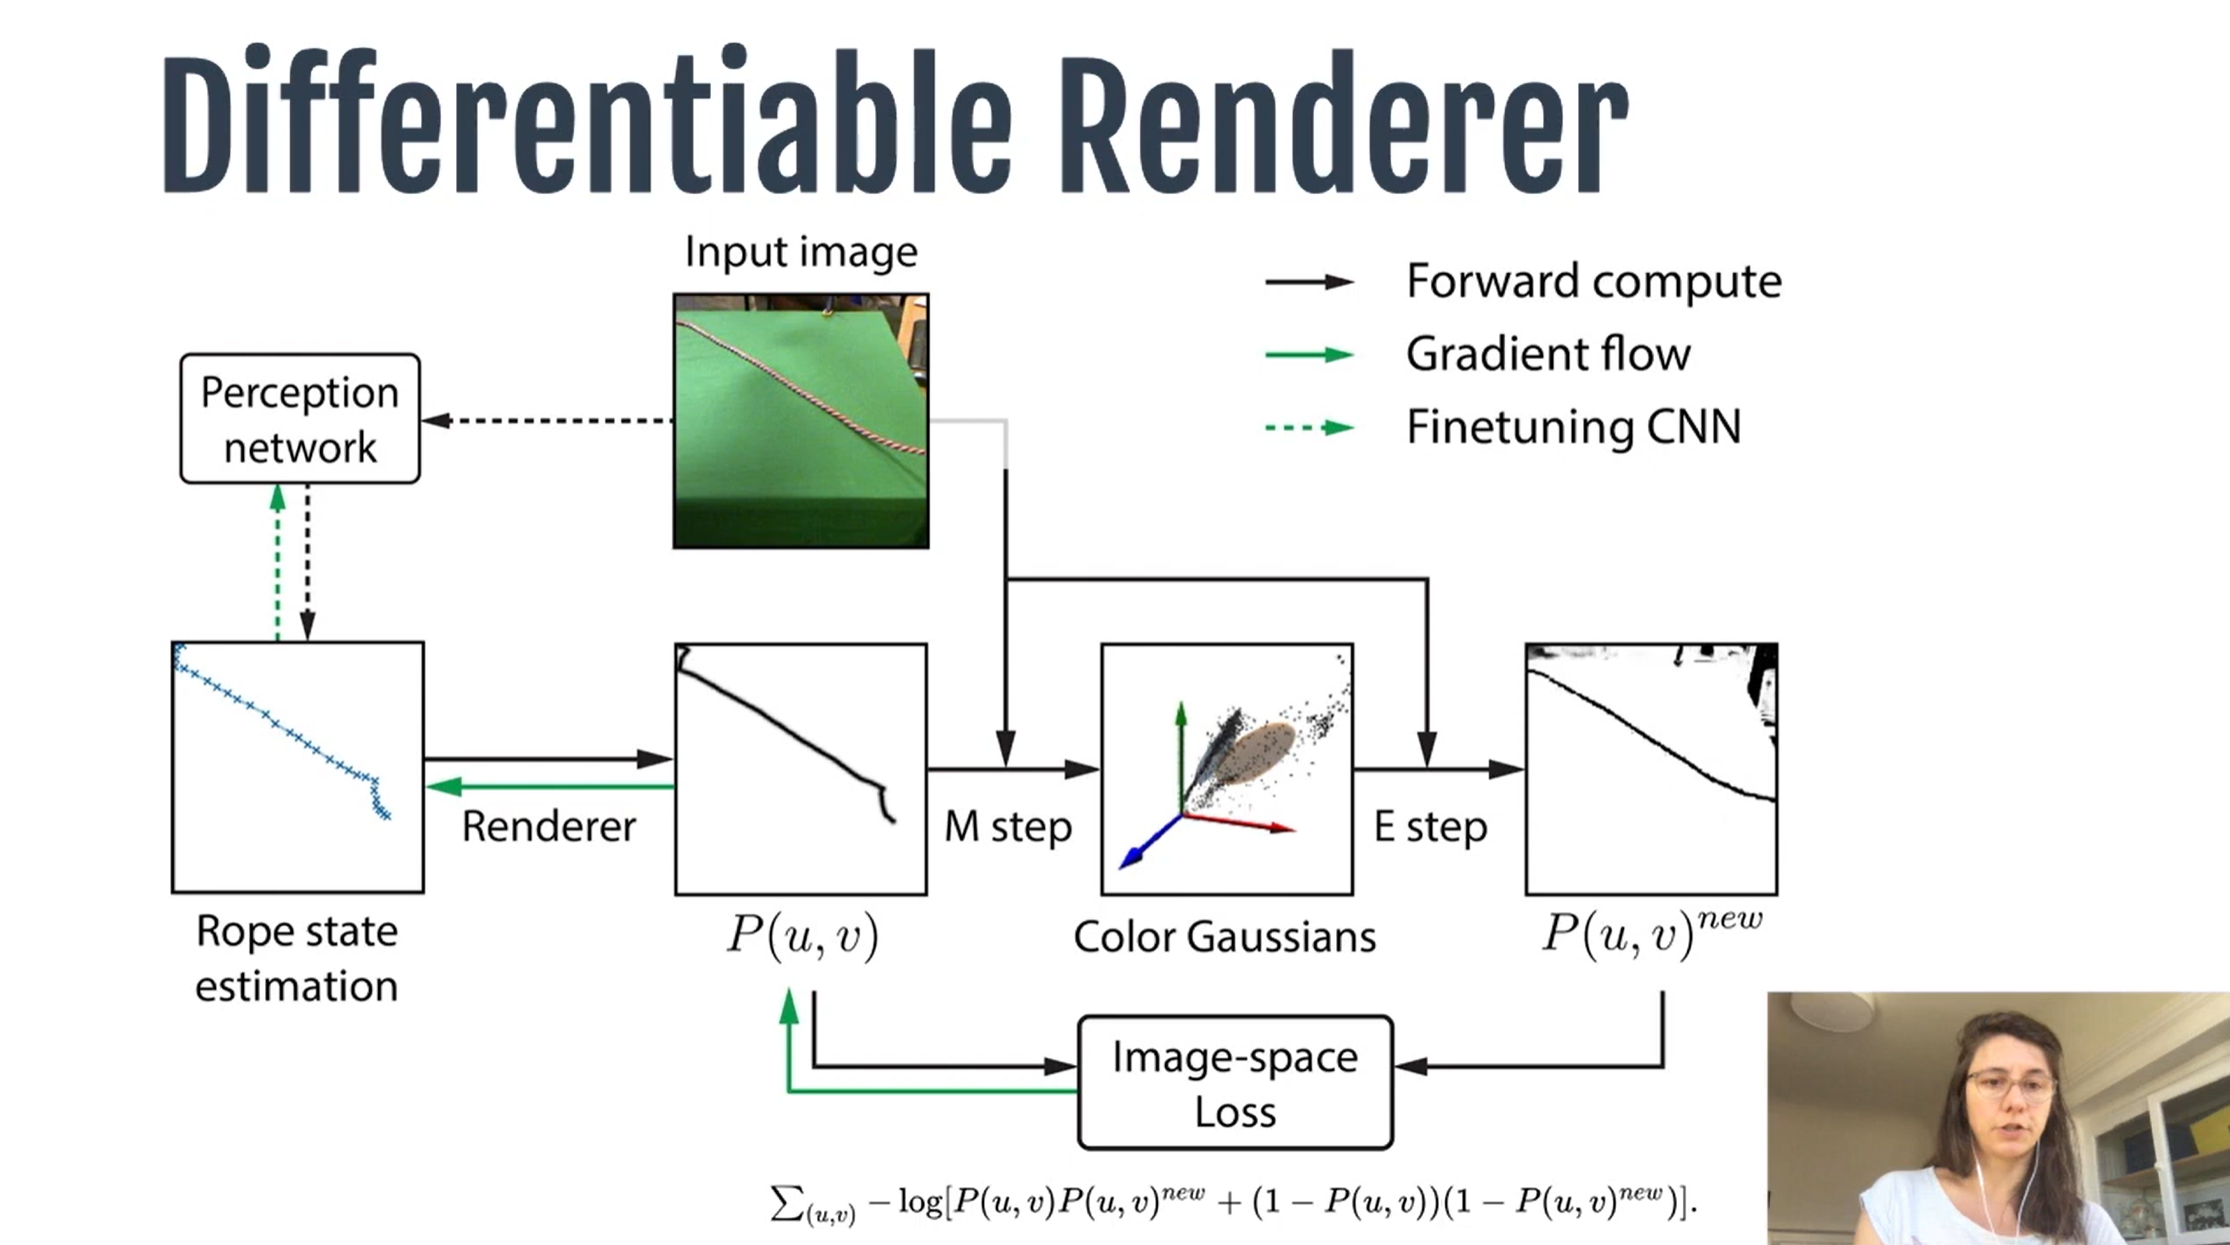 Differentiable Renderer
Input image
Forward compute
Gradient flow
Finetuning CNN
Perception
network
Renderer
M step
E step
Rope state
estimation
P(u, v)
Color Gaussians
P(u, v)^{new}
Image-space
Loss
∑_{(u,v)} − log[P(u, v)P(u, v)^{new} + (1 − P(u, v))(1 − P(u, v)^{new})].